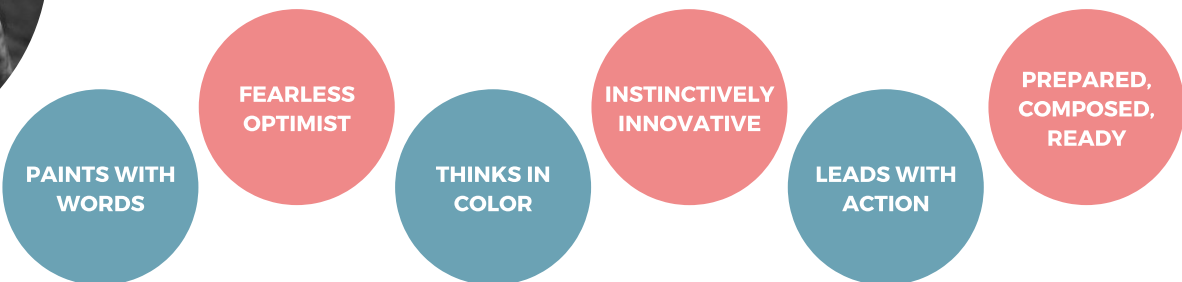 PAINTS WITH
WORDS
FEARLESS
OPTIMIST
THINKS IN
COLOR
INSTINCTIVELY
INNOVATIVE
LEADS WITH
ACTION
PREPARED,
COMPOSED,
READY